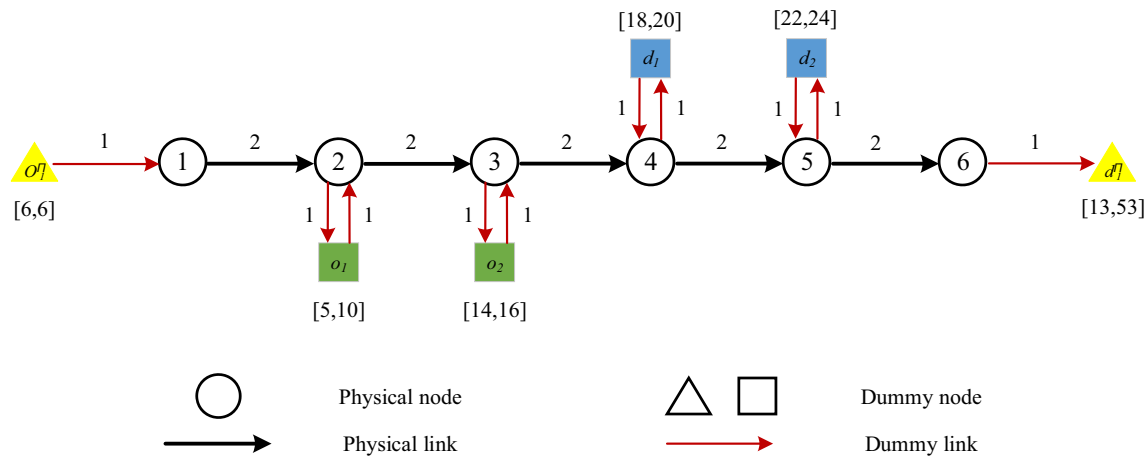 [18,20] [22,24]
d₁ d₂
1 1 1 1
1 2 2 2 2 2 1
o₁' 1 2 3 4 5 6 d₁'
[6,6] [13,53]
1 1 1 1
o₁ o₂
[5,10] [14,16]
Physical node Dummy node
Physical link Dummy link